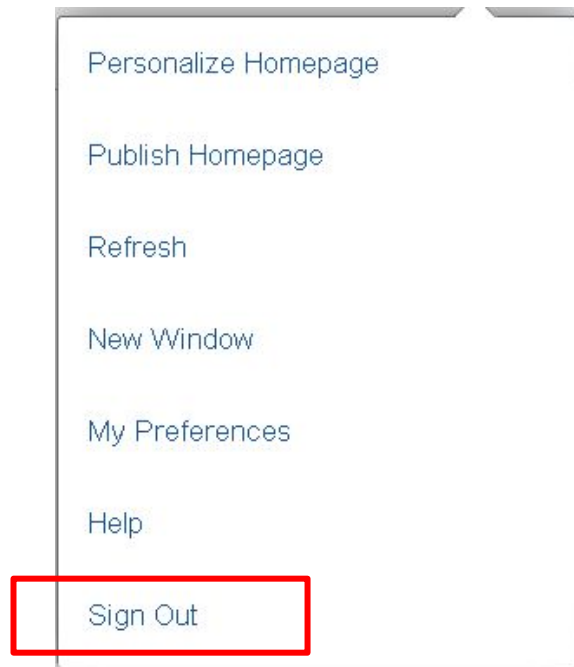 Personalize Homepage
Publish Homepage
Refresh
New Window
My Preferences
Help
Sign Out